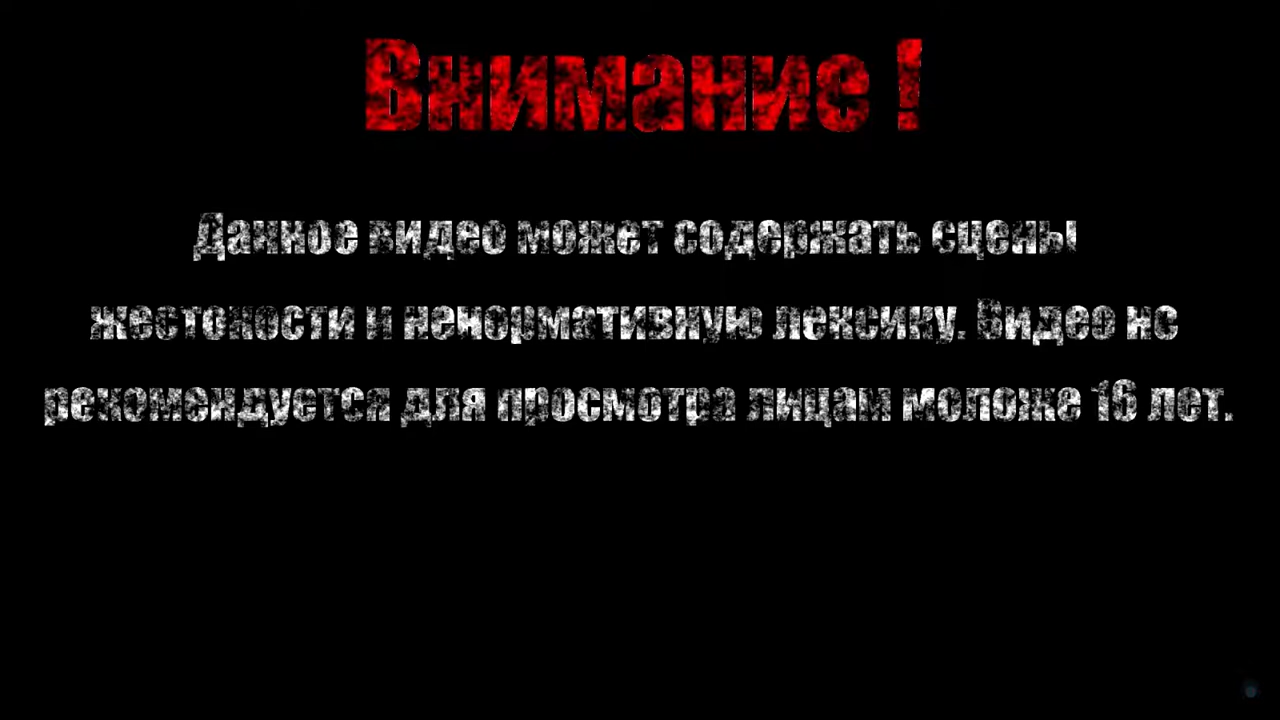 Внимание !
Данное видео может содержать сцены
жестокости и ненормативную лексику. Видео не
рекомендуется для просмотра лицам моложе 16 лет.